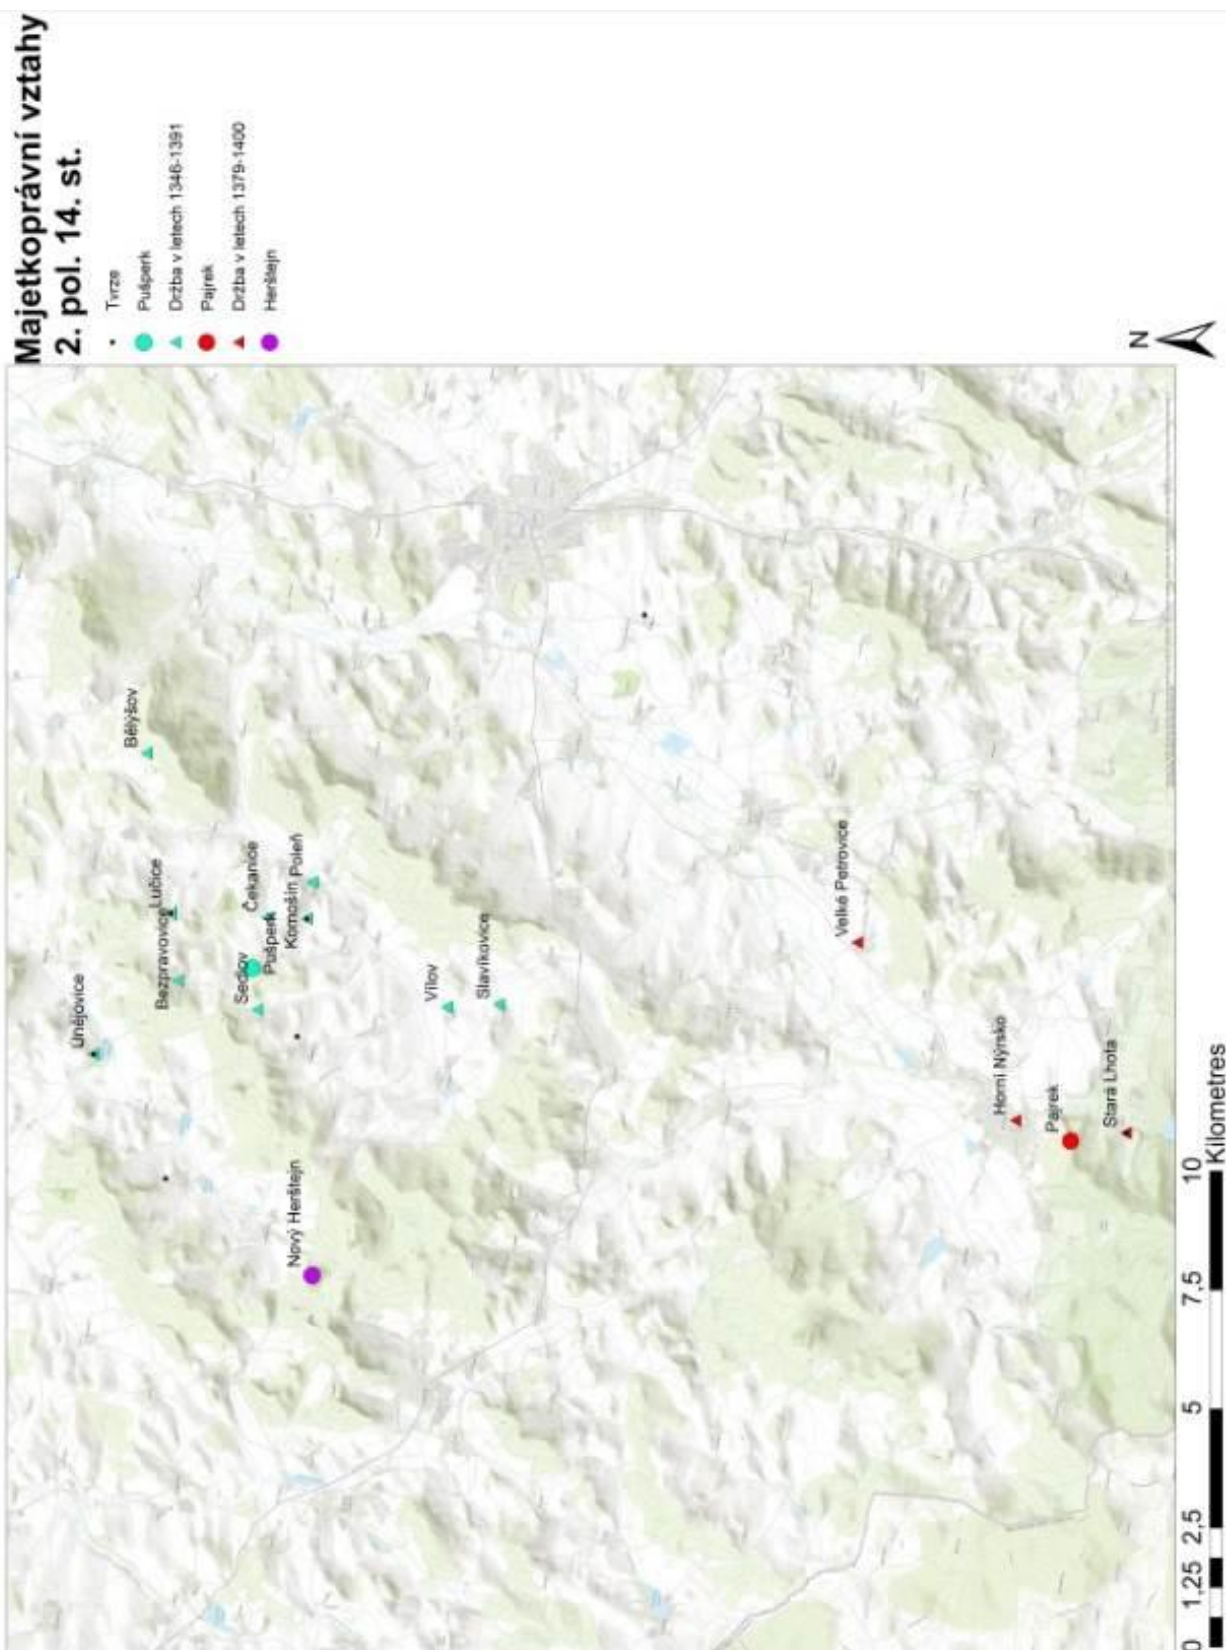 Majetkoprávní vztahy
2. pol. 14. st.
Tvrze
Pušperk
Držba v letech 1346-1391
Pajrek
Držba v letech 1379-1400
Herštejn
N
Únějovice
Bělýšov
Lučice
Bezpravovice
Čekanice
Sedlov
Pušperk
Komošín
Poleň
Nový Herštejn
Vílov
Slavíkovice
Velké Petrovice
Horní Nýrsko
Pajrek
Stará Lhota
0 1,25 2,5 5 7,5 10
Kilometres